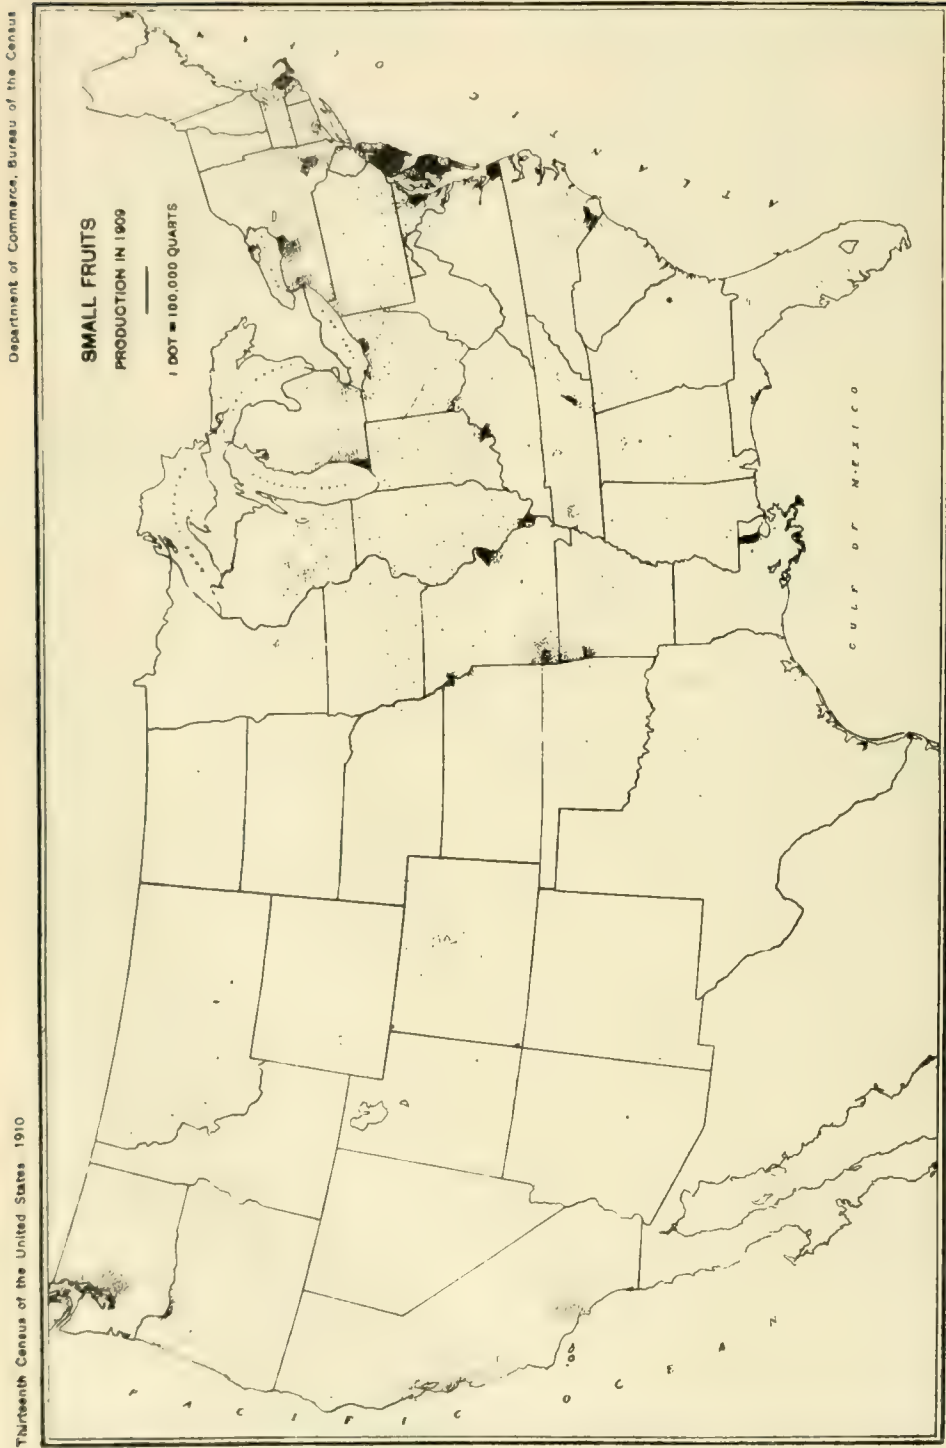 Thirteenth Census of the United States 1910
Department of Commerce, Bureau of the Census
SMALL FRUITS
PRODUCTION IN 1909
1 DOT = 100,000 QUARTS
PACIFIC OCEAN
GULF OF MEXICO
ATLANTIC